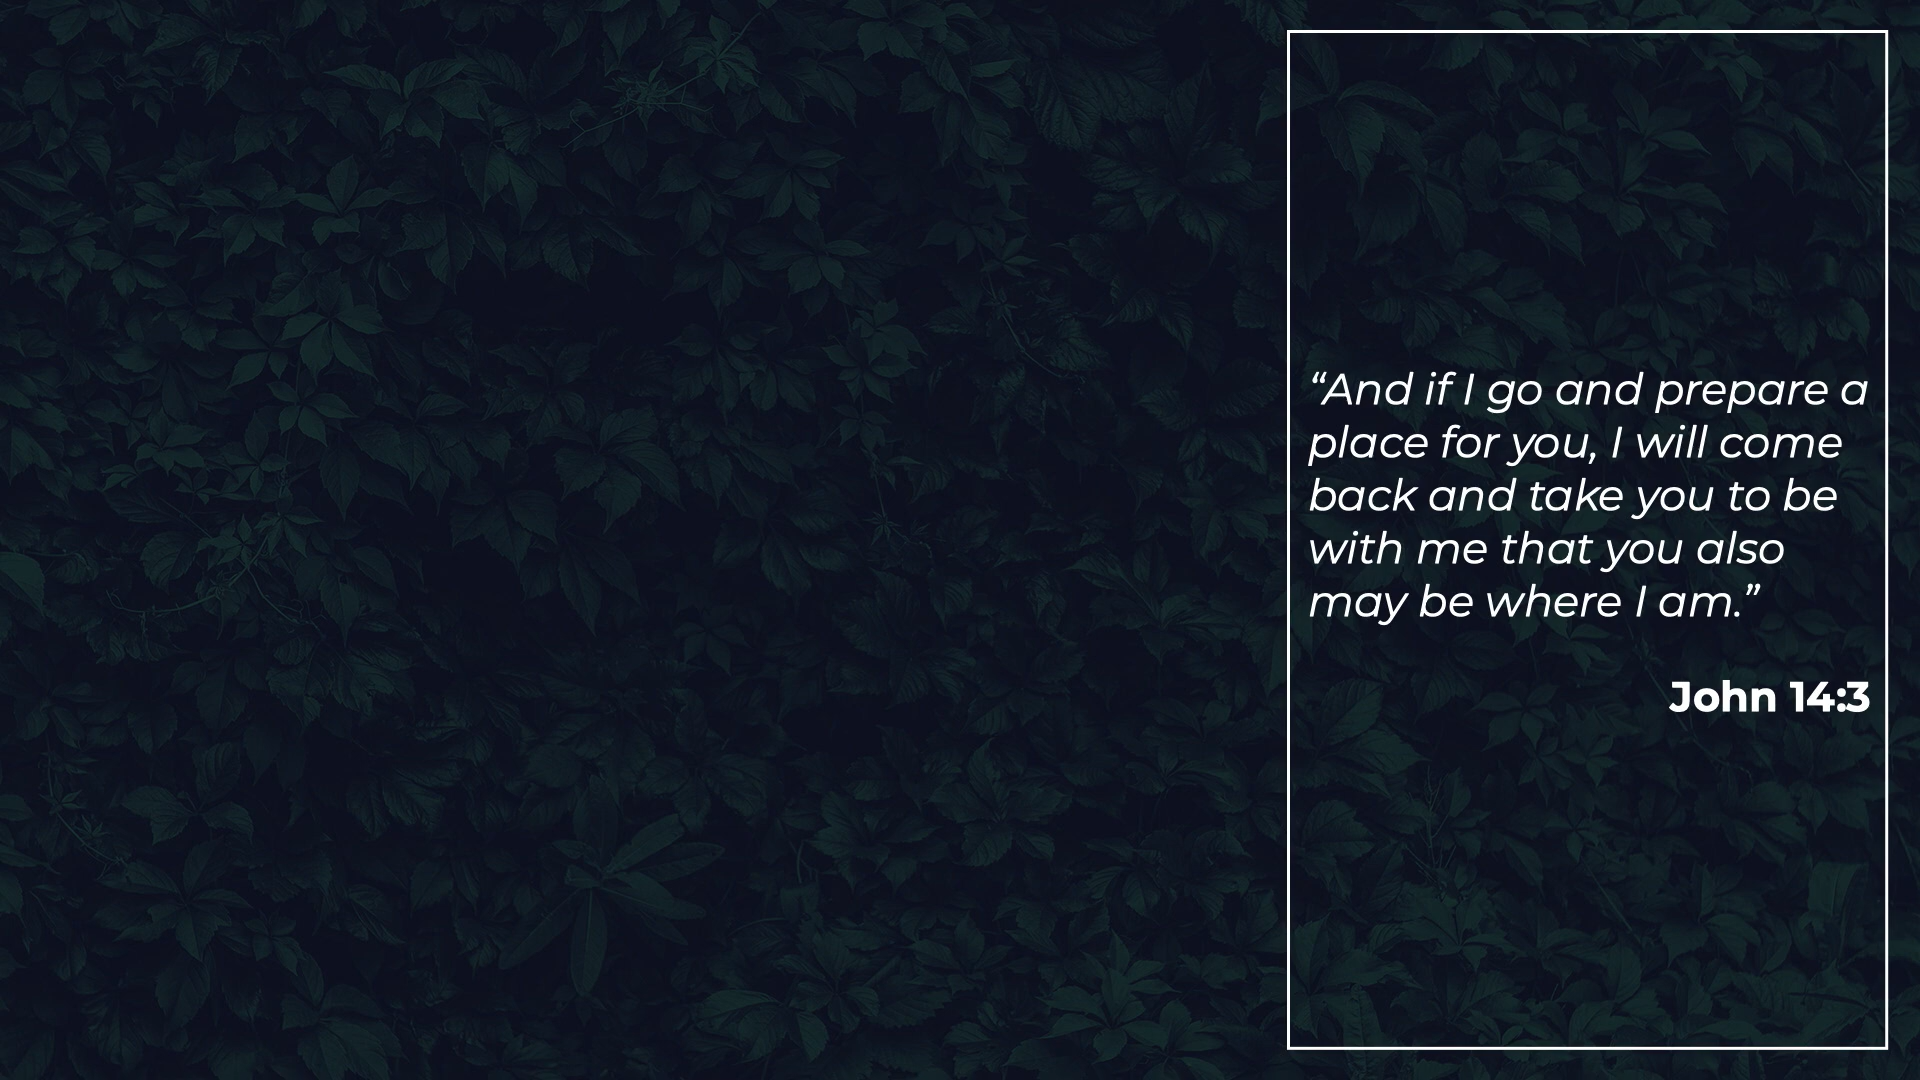 “And if I go and prepare a
place for you, I will come
back and take you to be
with me that you also
may be where I am.”
John 14:3